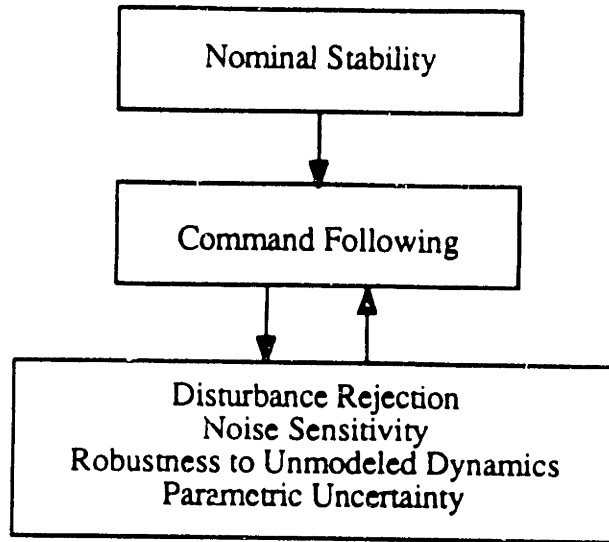 Nominal Stability
Command Following
Disturbance Rejection
Noise Sensitivity
Robustness to Unmodeled Dynamics
Parametric Uncertainty